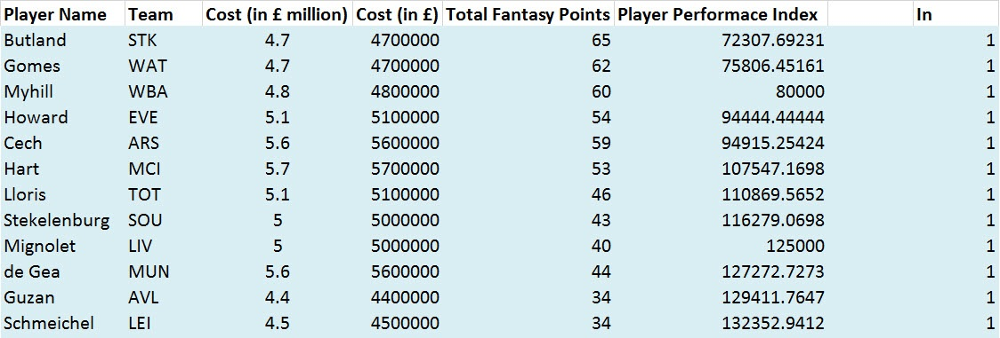 Player Name Team Cost (in £ million) Cost (in £) Total Fantasy Points Player Performace Index In
Butland STK 4.7 4700000 65 72307.69231 1
Gomes WAT 4.7 4700000 62 75806.45161 1
Myhill WBA 4.8 4800000 60 80000 1
Howard EVE 5.1 5100000 54 94444.44444 1
Cech ARS 5.6 5600000 59 94915.25424 1
Hart MCI 5.7 5700000 53 107547.1698 1
Lloris TOT 5.1 5100000 46 110869.5652 1
Stekelenburg SOU 5 5000000 43 116279.0698 1
Mignolet LIV 5 5000000 40 125000 1
de Gea MUN 5.6 5600000 44 127272.7273 1
Guzan AVL 4.4 4400000 34 129411.7647 1
Schmeichel LEI 4.5 4500000 34 132352.9412 1